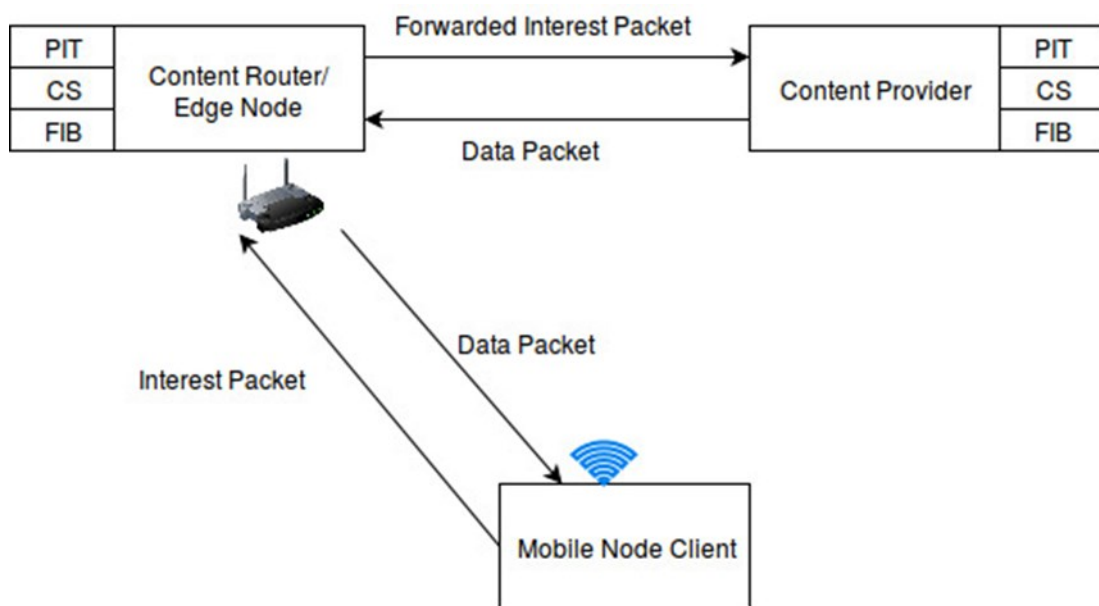 Forwarded Interest Packet
PIT
CS
FIB
Content Router/
Edge Node
Content Provider
PIT
CS
FIB
Data Packet
Data Packet
Interest Packet
Mobile Node Client